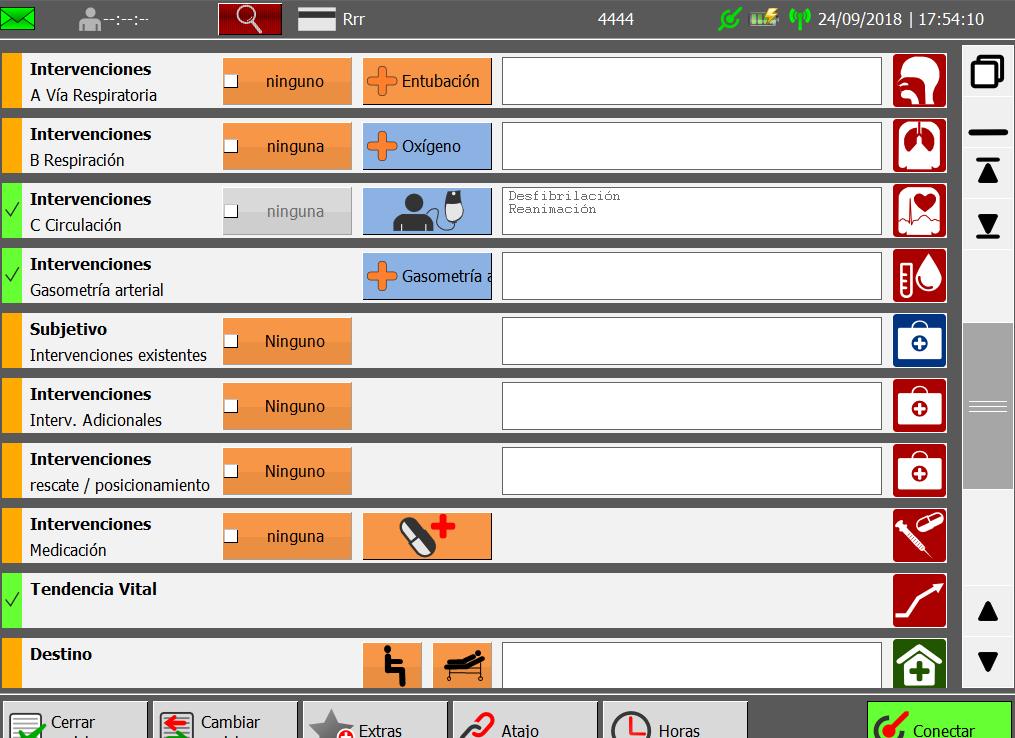 --:--:-- Rrr 4444 24/09/2018 | 17:54:10
Intervenciones
A Vía Respiratoria
ninguno
Entubación
Intervenciones
B Respiración
ninguna
Oxígeno
Intervenciones
C Circulación
ninguna
Desfibrilación
Reanimación
Intervenciones
Gasometría arterial
Gasometría a
Subjetivo
Intervenciones existentes
Ninguno
Intervenciones
Interv. Adicionales
Ninguno
Intervenciones
rescate / posicionamiento
Ninguno
Intervenciones
Medicación
ninguna
Tendencia Vital
Destino
Cerrar
Cambiar
Extras
Atajo
Horas
Conectar